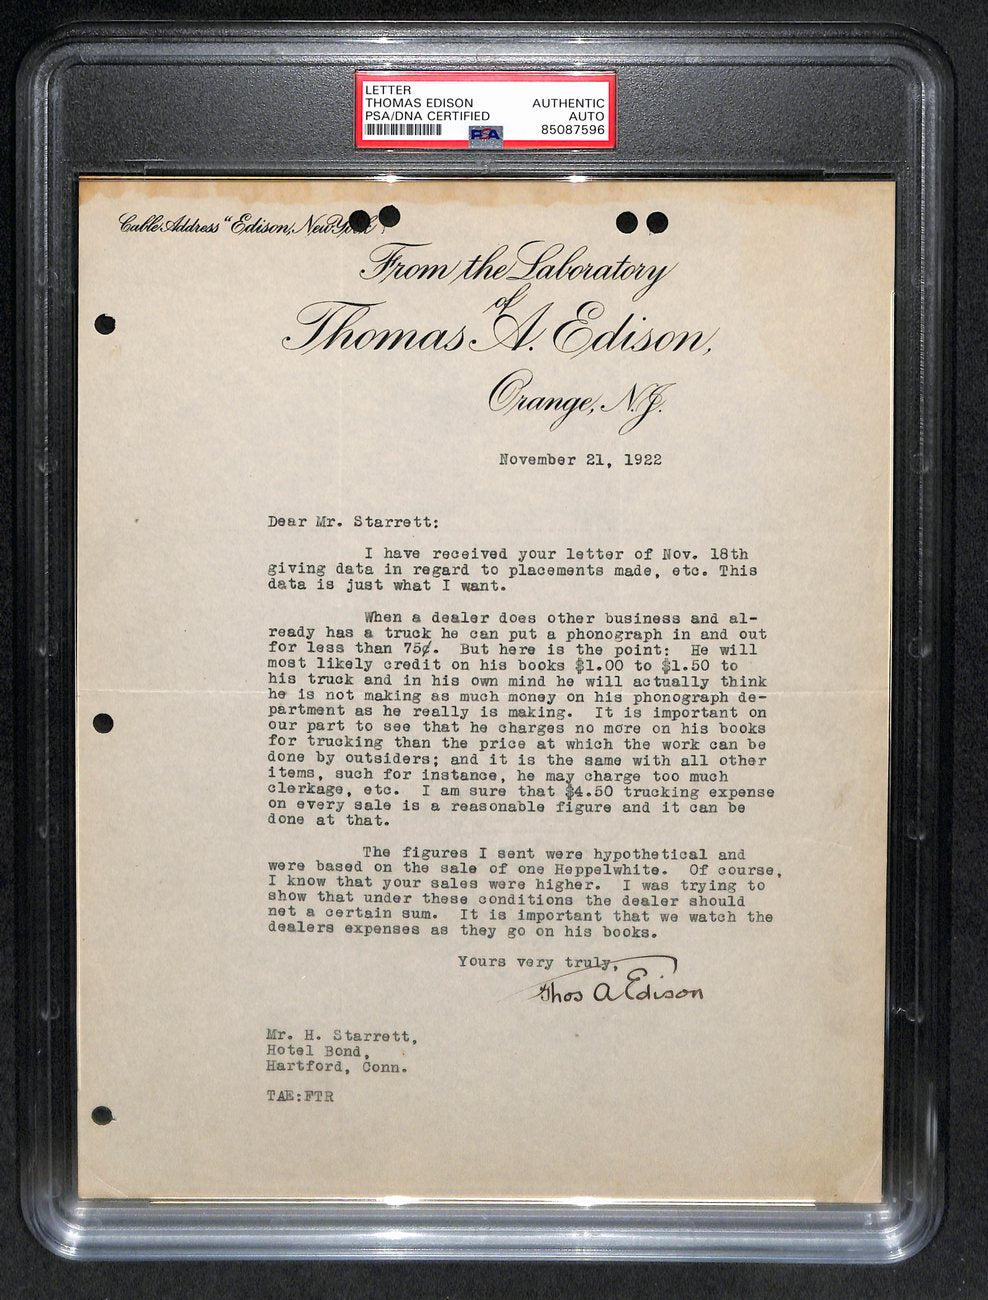 LETTER
THOMAS EDISON
PSA/DNA CERTIFIED
AUTHENTIC
AUTO
85087596
PSA
Cable Address "Edison, New York"
From the Laboratory
of
Thomas A. Edison,
Orange, N.J.
November 21, 1922
Dear Mr. Starrett:
I have received your letter of Nov. 18th
giving data in regard to placements made, etc. This
data is just what I want.
When a dealer does other business and al-
ready has a truck he can put a phonograph in and out
for less than 75¢. But here is the point: He will
most likely credit on his books $1.00 to $1.50 to
his truck and in his own mind he will actually think
he is not making as much money on his phonograph de-
partment as he really is making. It is important on
our part to see that he charges no more on his books
for trucking than the price at which the work can be
done by outsiders; and it is the same with all other
items, such for instance, he may charge too much
clerkage, etc. I am sure that $4.50 trucking expense
on every sale is a reasonable figure and it can be
done at that.
The figures I sent were hypothetical and
were based on the sale of one Heppelwhite. Of course,
I know that your sales were higher. I was trying to
show that under these conditions the dealer should
net a certain sum. It is important that we watch the
dealers expenses as they go on his books.
Yours very truly,
Thos A Edison
Mr. H. Starrett,
Hotel Bond,
Hartford, Conn.
TAE:FTR